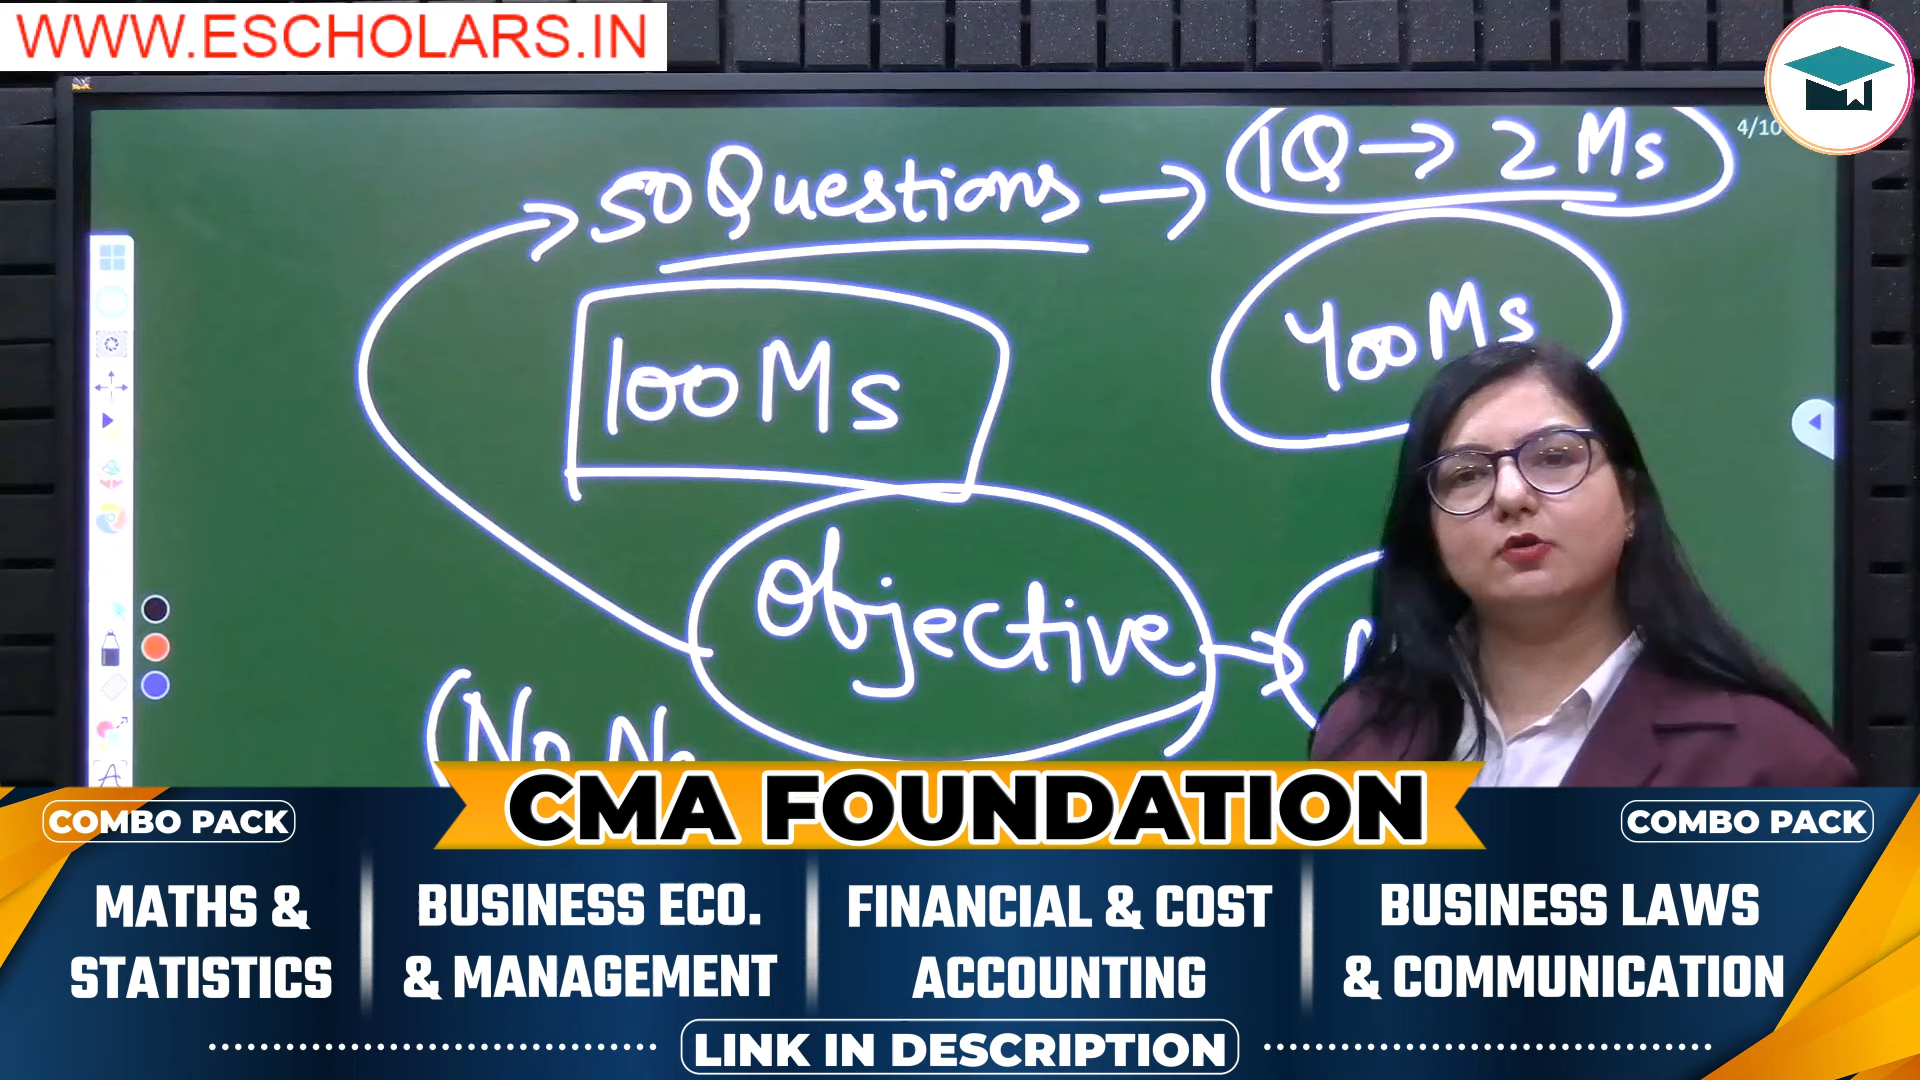 WWW.ESCHOLARS.IN
4/10
50 Questions → 1Q → 2 Ms
100 Ms
400 Ms
Objective
CMA FOUNDATION
COMBO PACK
COMBO PACK
MATHS &
STATISTICS
BUSINESS ECO.
& MANAGEMENT
FINANCIAL & COST
ACCOUNTING
BUSINESS LAWS
& COMMUNICATION
LINK IN DESCRIPTION